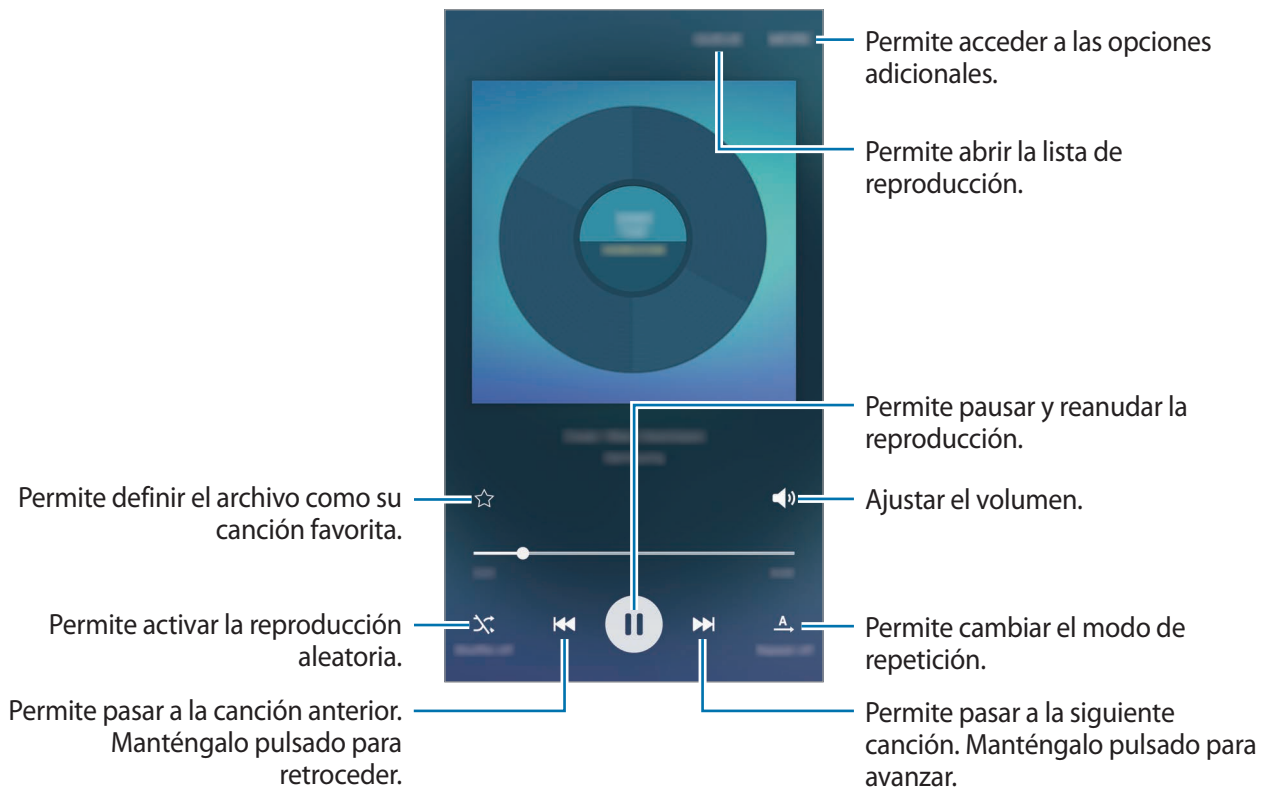 Permite acceder a las opciones
adicionales.
Permite abrir la lista de
reproducción.
Permite pausar y reanudar la
reproducción.
Permite definir el archivo como su
canción favorita.
Ajustar el volumen.
Permite activar la reproducción
aleatoria.
A
Permite cambiar el modo de
repetición.
Permite pasar a la canción anterior.
Manténgalo pulsado para
retroceder.
Permite pasar a la siguiente
canción. Manténgalo pulsado para
avanzar.